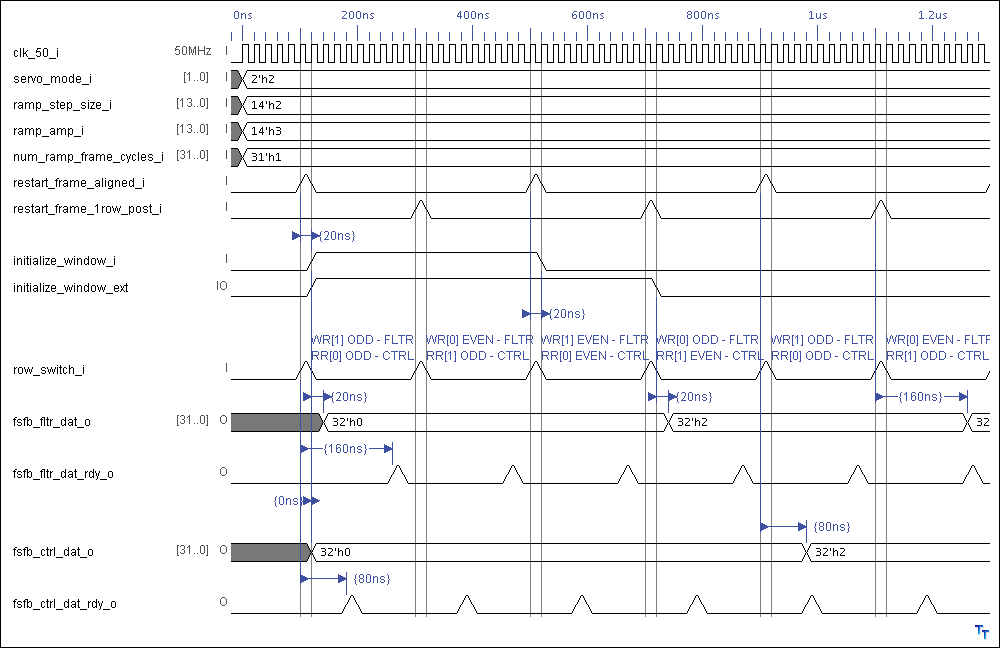 0ns 200ns 400ns 600ns 800ns 1us 1.2us
clk_50_i 50MHz I
servo_mode_i [1..0] I 2'h2
ramp_step_size_i [13..0] I 14'h2
ramp_amp_i [13..0] I 14'h3
num_ramp_frame_cycles_i [31..0] I 31'h1
restart_frame_aligned_i I
restart_frame_1row_post_i I
{20ns}
initialize_window_i I
initialize_window_ext IO
{20ns}
WR[1] ODD - FLTR WR[0] EVEN - FLTR WR[1] EVEN - FLTR WR[0] ODD - FLTR WR[1] ODD - FLTR WR[0] EVEN - F
RR[0] ODD - CTRL RR[1] ODD - CTRL RR[0] EVEN - CTRL RR[1] EVEN - CTRL RR[0] ODD - CTRL RR[1] ODD - C
row_switch_i I
{20ns} {20ns} {160ns}
fsfb_fltr_dat_o [31..0] O 32'h0 32'h2 32
{160ns}
fsfb_fltr_dat_rdy_o O
{0ns}
{80ns}
fsfb_ctrl_dat_o [31..0] O 32'h0 32'h2
{80ns}
fsfb_ctrl_dat_rdy_o O
TT